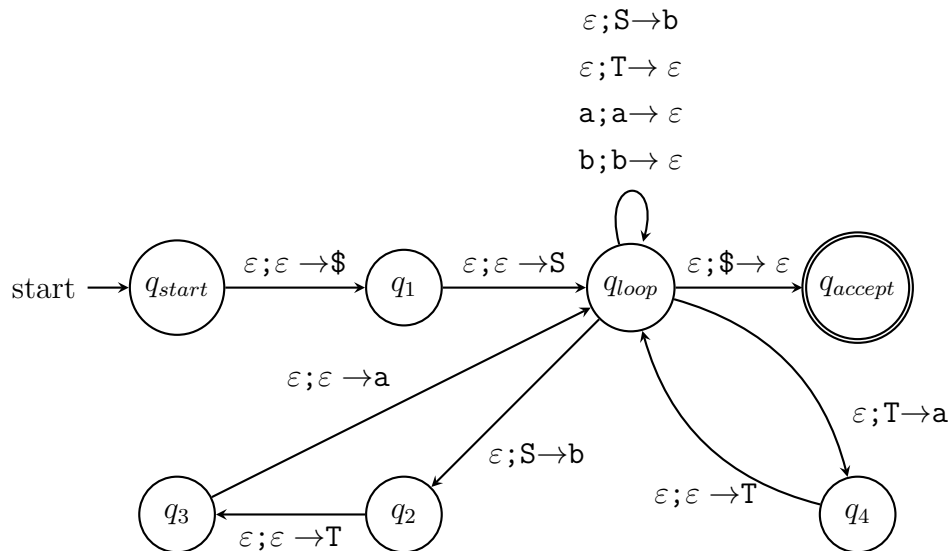 ε;S→b
ε;T→ ε
a;a→ ε
b;b→ ε
start
q_start
ε;ε →$
q_1
ε;ε →S
q_loop
ε;$→ ε
q_accept
ε;ε →a
ε;T→a
ε;S→b
ε;ε →T
q_3
ε;ε →T
q_2
q_4